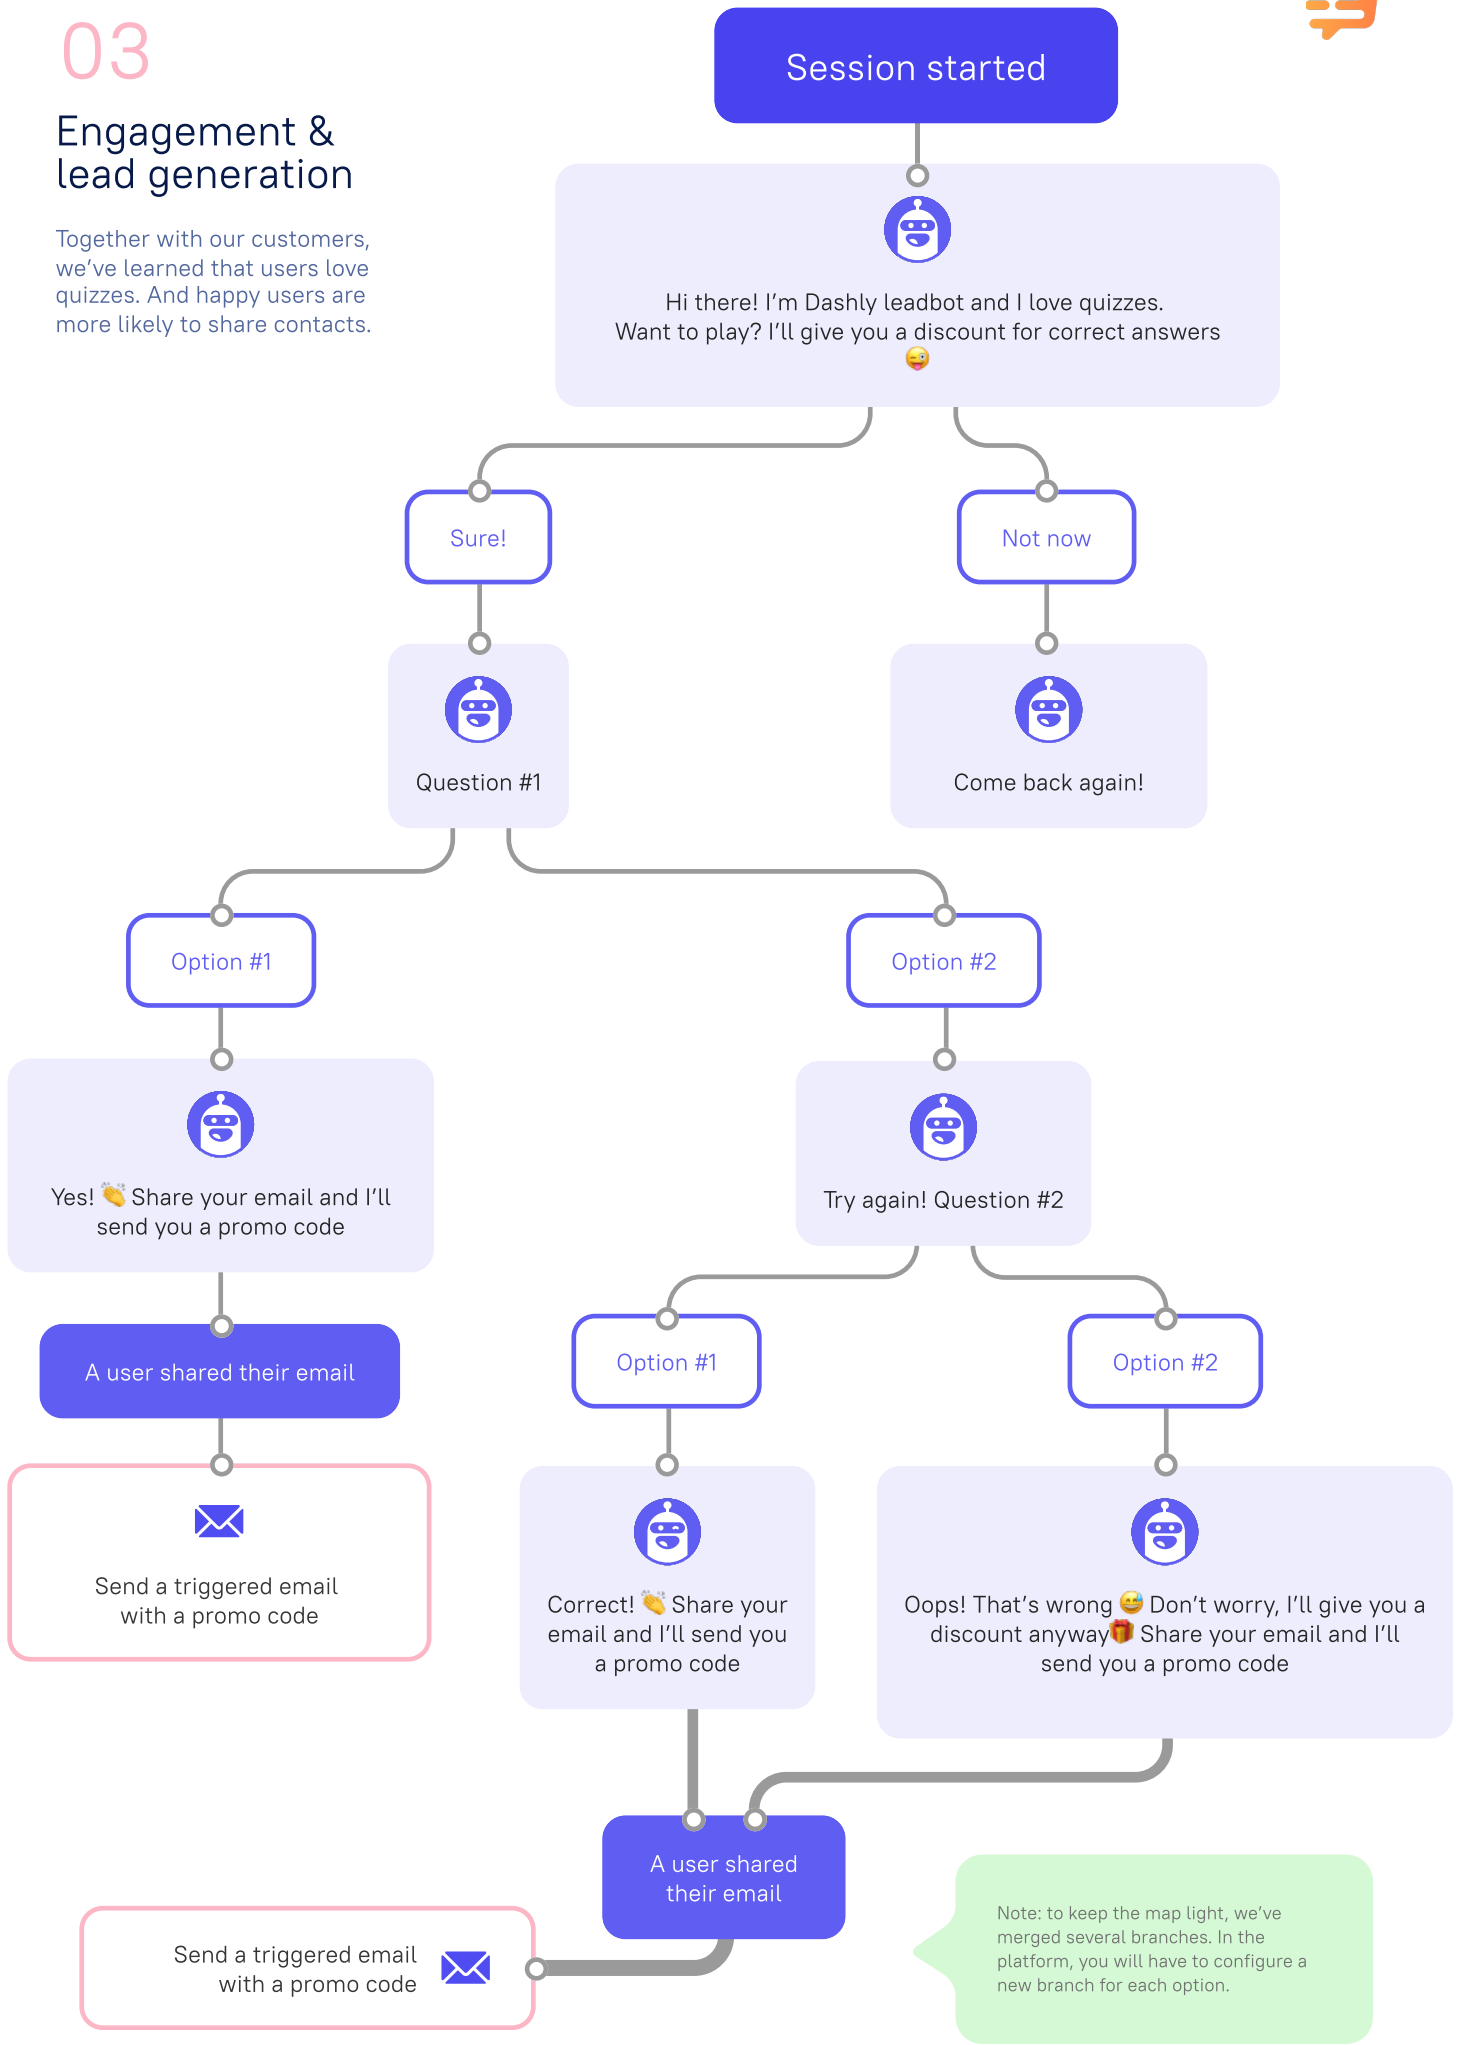 03
Engagement &
lead generation
Together with our customers,
we’ve learned that users love
quizzes. And happy users are
more likely to share contacts.
Session started
Hi there! I’m Dashly leadbot and I love quizzes.
Want to play? I’ll give you a discount for correct answers
😜
Sure!
Not now
Question #1
Come back again!
Option #1
Option #2
Yes! 👏 Share your email and I’ll
send you a promo code
Try again! Question #2
A user shared their email
Option #1
Option #2
Send a triggered email
with a promo code
Correct! 👏 Share your
email and I’ll send you
a promo code
Oops! That’s wrong 😅 Don’t worry, I’ll give you a
discount anyway🎁 Share your email and I’ll
send you a promo code
A user shared
their email
Send a triggered email
with a promo code
Note: to keep the map light, we’ve
merged several branches. In the
platform, you will have to configure a
new branch for each option.